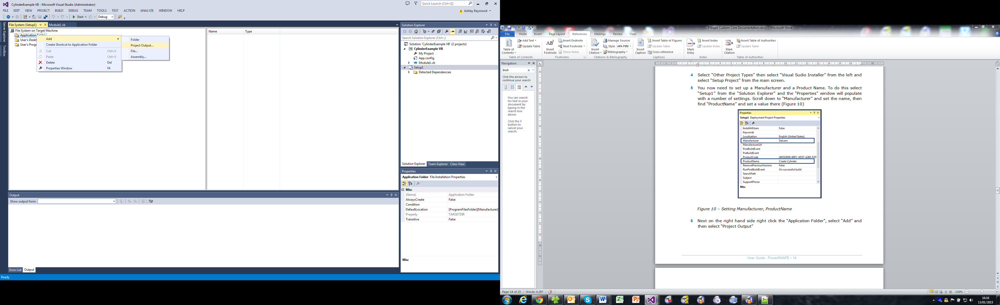 CylinderExample VB - Microsoft Visual Studio (Administrator)
Quick Launch (Ctrl+Q)
FILE EDIT VIEW PROJECT BUILD DEBUG TEAM TOOLS TEST ACTION ANALYZE WINDOW HELP
Ashley Raymond
Start Debug
Server Explorer
Toolbox
File System (Setup1)
Module1.vb
File System on Target Machine
Application Folder
User's Deskt
User's Progr
Name Type
Add
Create Shortcut to Application Folder
Cut Ctrl+X
Paste Ctrl+V
Delete Del
Properties Window F4
Folder
Project Output...
File...
Assembly...
Output
Show output from:
Error List Output
Ready
Solution Explorer
Search Solution Explorer (Ctrl+;)
Solution 'CylinderExample VB' (2 projects)
CylinderExample VB
My Project
App.config
Module1.vb
Setup1
Detected Dependencies
Solution Explorer Team Explorer Class View
Properties
Application Folder File Installation Properties
Misc
(Name) Application Folder
AlwaysCreate False
Condition
DefaultLocation [ProgramFilesFolder][Manufacturer]
Property TARGETDIR
Transitive False
Misc
PShape Custom Core Documentation.docx - Microsoft Word
File Home Insert Page Layout References Mailings Review View
Table of Contents
Add Text
Update Table
Table of Contents
Insert Footnote
Insert Endnote
Next Footnote
Show Notes
Footnotes
Insert Citation
Manage Sources
Style: APA Fift
Bibliography
Citations & Bibliography
Insert Caption
Insert Table of Figures
Update Table
Cross-reference
Captions
Mark Entry
Insert Index
Update Index
Index
Mark Citation
Insert Table of Authorities
Update Table
Table of Authorities
Navigation
Inch
Click the arrows to
continue your search
You can search
for text in your
document by
typing in the
search box
above.
Click the X
button to
cancel your
search.
4 Select “Other Project Types” then select “Visual Sudio Installer” from the left and
select “Setup Project” from the main screen.
5 You now need to set up a Manufacturer and a Product Name. To do this select
“Setup1” from the “Solution Explorer” and the “Properties” window will populate
with a number of settings. Scroll down to “Manufacturer” and set the name, then
find “ProductName” and set a value there (Figure 10)
Properties
Setup1 Deployment Project Properties
InstallAllUsers False
Keywords
Localization English (United States)
Manufacturer Delcam
ManufacturerUrl
PostBuildEvent
PreBuildEvent
ProductCode {405320DE-69FC-4D37-A365-F2D
ProductName Create Cylinder
RemovePreviousVersions False
RunPostBuildEvent On successful build
SearchPath
Subject
SupportPhone
Misc
Figure 10 – Setting Manufacturer, ProductName
6 Next on the right hand side right click the “Application Folder”, select “Add” and
then select “Project Output”
User Guide - PowerSHAPE • 14
Page: 14 of 23 Words: 4,297
110%
16:16
13/01/2015